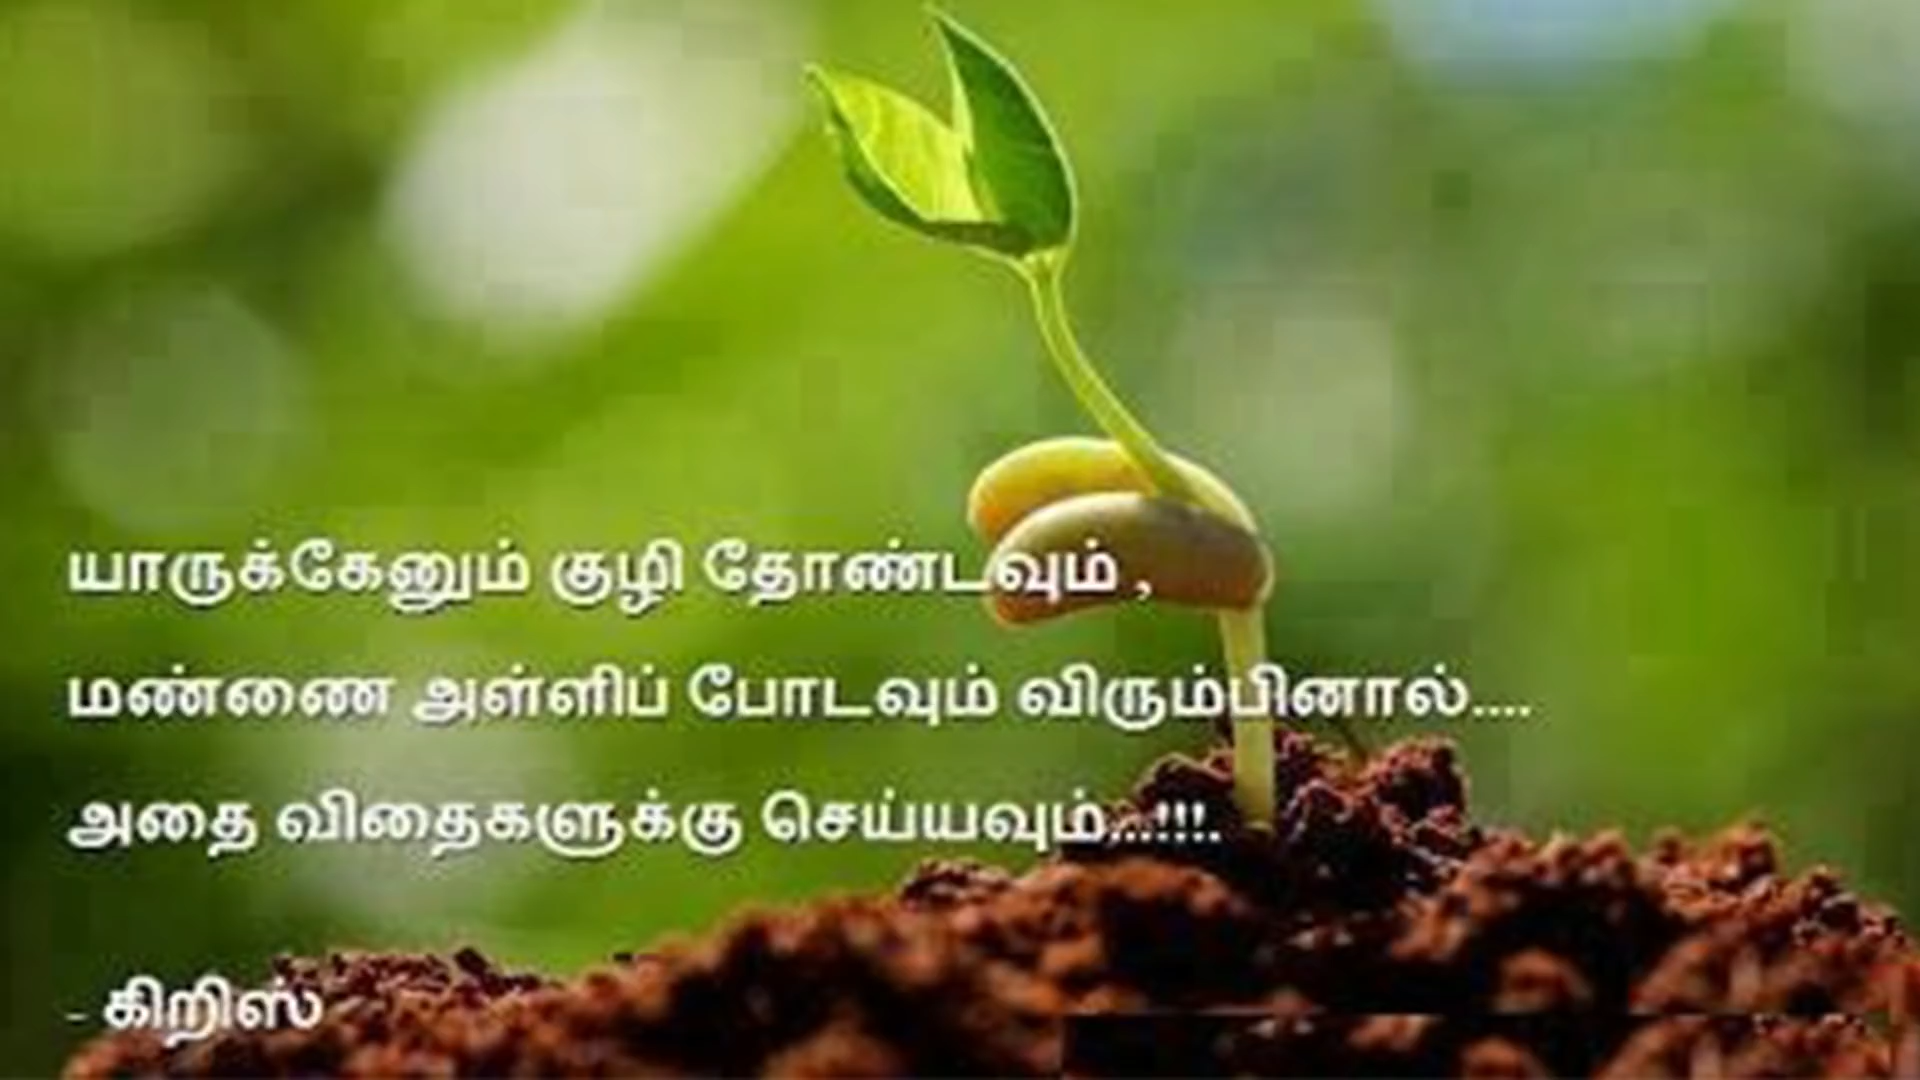 யாருக்கேனும் குழி தோண்டவும் ,
மண்ணை அள்ளிப் போடவும் விரும்பினால்....
அதை விதைகளுக்கு செய்யவும்...!!!.
- கிறிஸ்